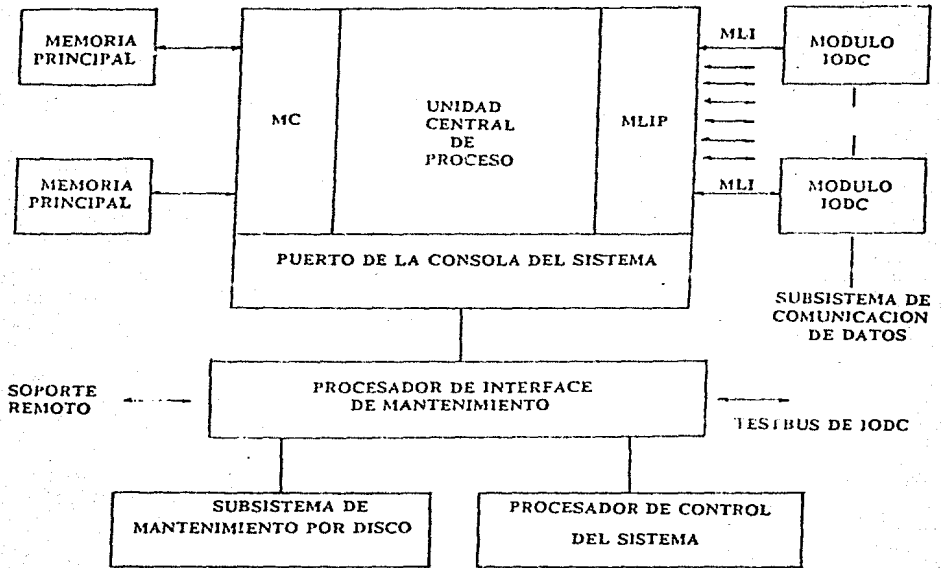 MEMORIA
PRINCIPAL
MC
UNIDAD
CENTRAL
DE
PROCESO
MLIP
MLI
MODULO
IODC
MEMORIA
PRINCIPAL
MLI
MODULO
IODC
PUERTO DE LA CONSOLA DEL SISTEMA
SUBSISTEMA DE
COMUNICACION
DE DATOS
SOPORTE
REMOTO
PROCESADOR DE INTERFACE
DE MANTENIMIENTO
TESTBUS DE IODC
SUBSISTEMA DE
MANTENIMIENTO POR DISCO
PROCESADOR DE CONTROL
DEL SISTEMA